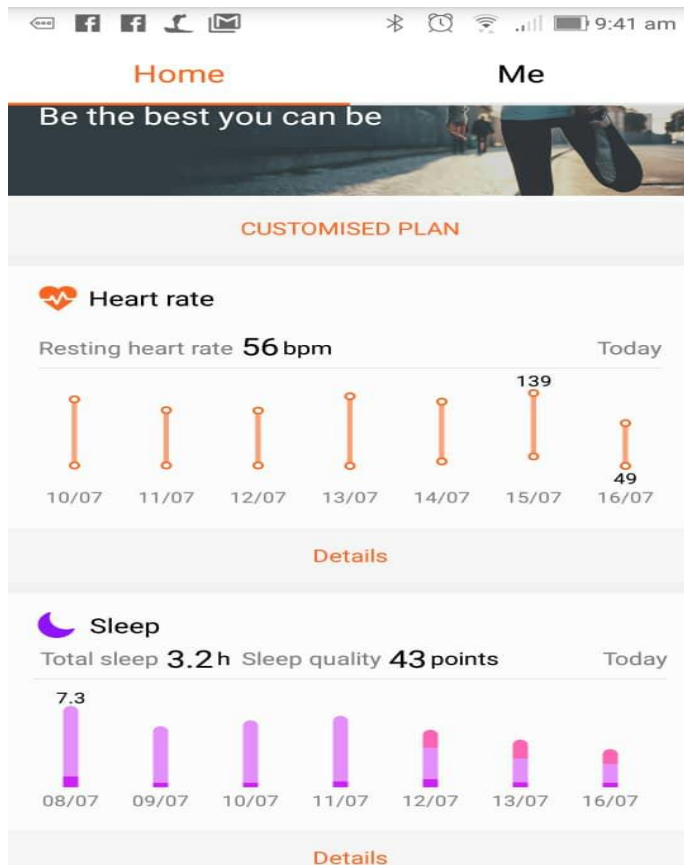 9:41 am
Home Me
Be the best you can be
CUSTOMISED PLAN
Heart rate
Resting heart rate 56 bpm Today
139
49
10/07 11/07 12/07 13/07 14/07 15/07 16/07
Details
Sleep
Total sleep 3.2 h Sleep quality 43 points Today
7.3
08/07 09/07 10/07 11/07 12/07 13/07 16/07
Details